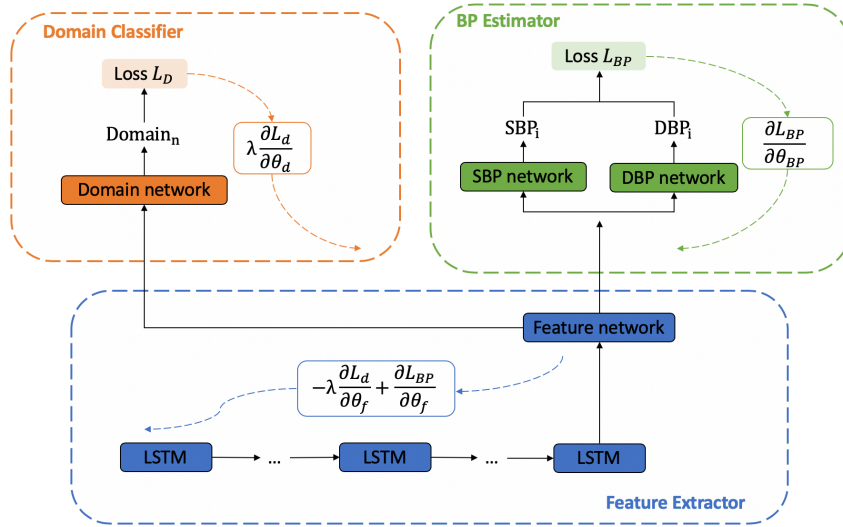 Domain Classifier
Loss L_D
Domain_n
λ ∂L_d/∂θ_d
Domain network
BP Estimator
Loss L_BP
SBP_i
DBP_i
∂L_BP/∂θ_BP
SBP network
DBP network
Feature network
−λ ∂L_d/∂θ_f + ∂L_BP/∂θ_f
LSTM
...
LSTM
...
LSTM
Feature Extractor